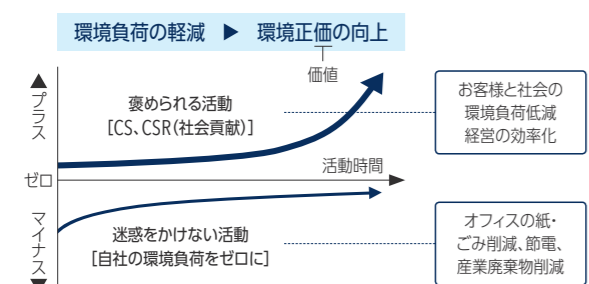 環境負荷の軽減 ▶ 環境正価の向上
価値
▲プラス
褒められる活動
[CS、CSR(社会貢献)]
お客様と社会の
環境負荷低減
経営の効率化
ゼロ
活動時間
マイナス▼
迷惑をかけない活動
[自社の環境負荷をゼロに]
オフィスの紙・
ごみ削減、節電、
産業廃棄物削減